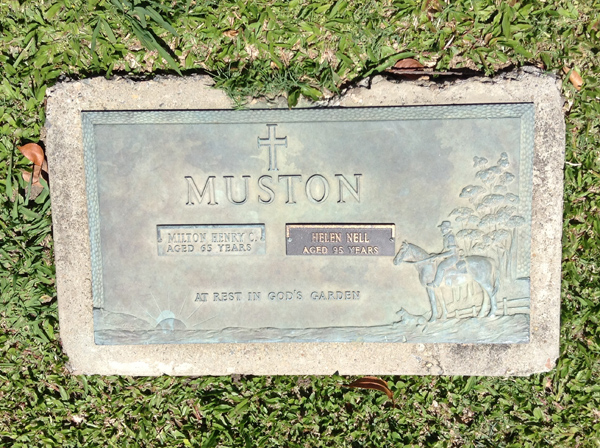 MUSTON
MILTON HENRY C.
AGED 65 YEARS
HELEN NELL
AGED 95 YEARS
AT REST IN GOD'S GARDEN